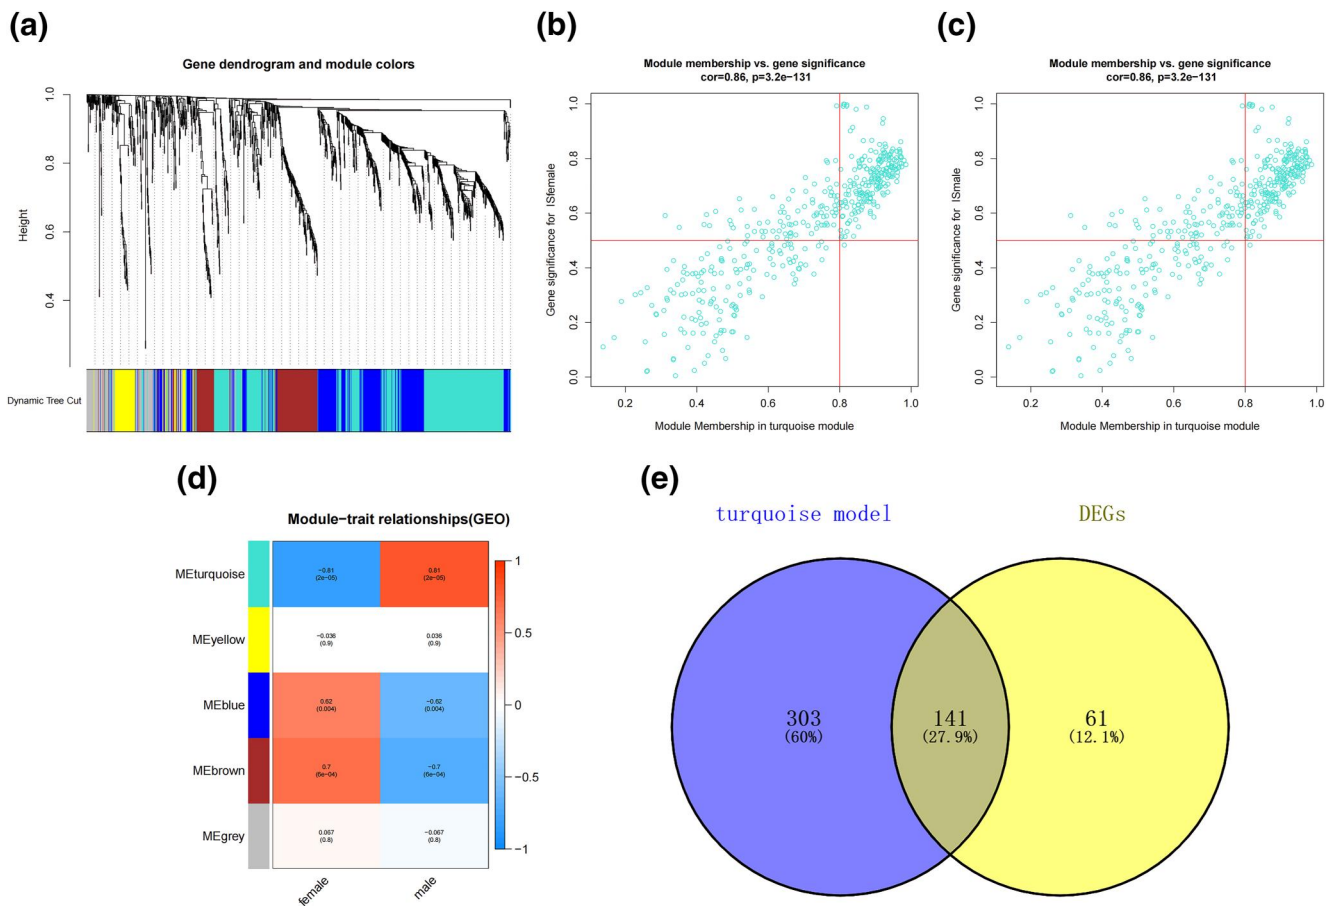 (a)
Gene dendrogram and module colors
Height
1.0
0.8
0.6
0.4
Dynamic Tree Cut
(b)
Module membership vs. gene significance
cor=0.86, p=3.2e−131
Gene significance for ISfemale
1.0
0.8
0.6
0.4
0.2
0.0
0.2 0.4 0.6 0.8 1.0
Module Membership in turquoise module
(c)
Module membership vs. gene significance
cor=0.86, p=3.2e−131
Gene significance for ISmale
1.0
0.8
0.6
0.4
0.2
0.0
0.2 0.4 0.6 0.8 1.0
Module Membership in turquoise module
(d)
Module−trait relationships(GEO)
MEturquoise
−0.81
(2e−05)
0.81
(2e−05)
MEyellow
−0.036
(0.9)
0.036
(0.9)
MEblue
0.62
(0.004)
−0.62
(0.004)
MEbrown
0.7
(6e−04)
−0.7
(6e−04)
MEgrey
0.067
(0.8)
−0.067
(0.8)
female
male
1
0.5
0
−0.5
−1
(e)
turquoise model
DEGs
303
(60%)
141
(27.9%)
61
(12.1%)